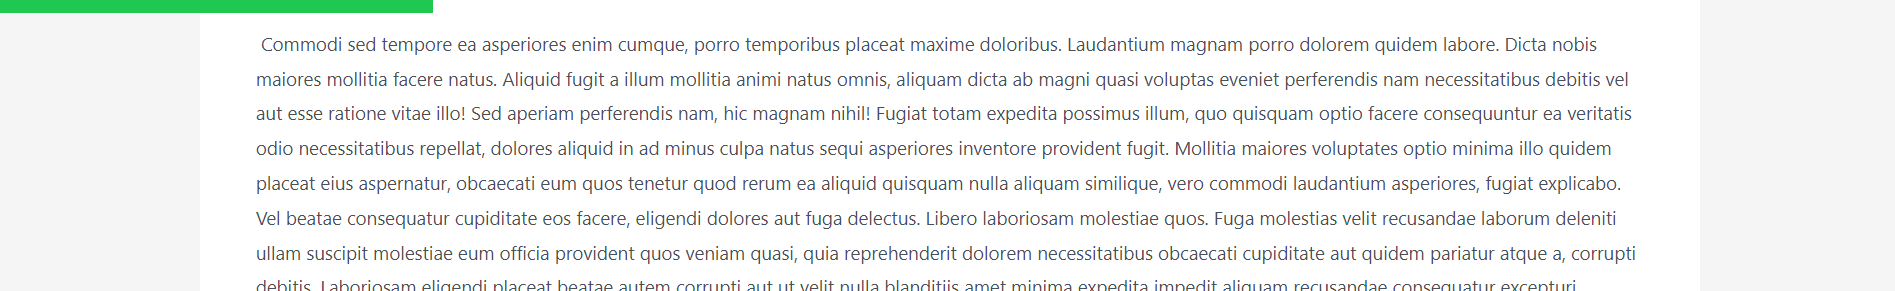 Commodi sed tempore ea asperiores enim cumque, porro temporibus placeat maxime doloribus. Laudantium magnam porro dolorem quidem labore. Dicta nobis
maiores mollitia facere natus. Aliquid fugit a illum mollitia animi natus omnis, aliquam dicta ab magni quasi voluptas eveniet perferendis nam necessitatibus debitis vel
aut esse ratione vitae illo! Sed aperiam perferendis nam, hic magnam nihil! Fugiat totam expedita possimus illum, quo quisquam optio facere consequuntur ea veritatis
odio necessitatibus repellat, dolores aliquid in ad minus culpa natus sequi asperiores inventore provident fugit. Mollitia maiores voluptates optio minima illo quidem
placeat eius aspernatur, obcaecati eum quos tenetur quod rerum ea aliquid quisquam nulla aliquam similique, vero commodi laudantium asperiores, fugiat explicabo.
Vel beatae consequatur cupiditate eos facere, eligendi dolores aut fuga delectus. Libero laboriosam molestiae quos. Fuga molestias velit recusandae laborum deleniti
ullam suscipit molestiae eum officia provident quos veniam quasi, quia reprehenderit dolorem necessitatibus obcaecati cupiditate aut quidem pariatur atque a, corrupti
debitis. Laboriosam eligendi placeat beatae autem corrupti aut ut velit nulla blanditiis amet minima expedita impedit aliquam recusandae consequatur excepturi